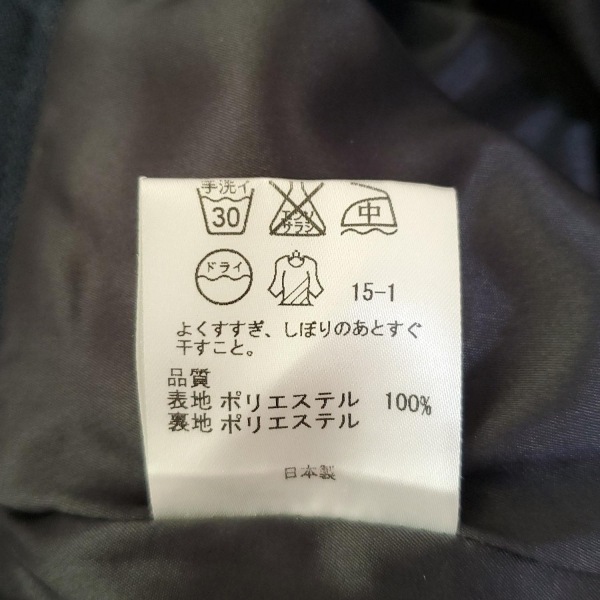 手洗イ
30
エンソ
サラシ
中
ドライ
15-1
よくすすぎ、しぼりのあとすぐ
干すこと。
品質
表地 ポリエステル 100%
裏地 ポリエステル
日本製